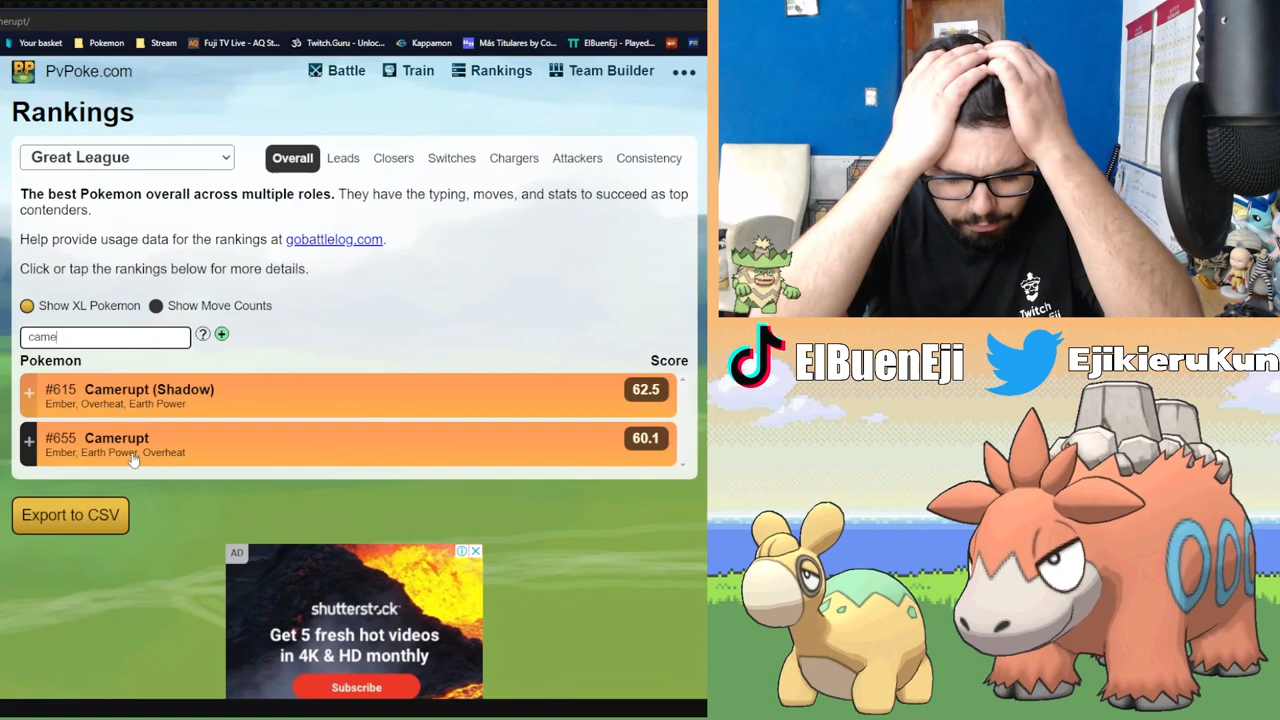 nerupt/
Your basket Pokemon Stream Fuji TV Live - AQ St... Twitch.Guru - Unloc... Kappamon Más Titulares by Co... ElBuenEji - Played...
PvPoke.com Battle Train Rankings Team Builder
Rankings
Great League Overall Leads Closers Switches Chargers Attackers Consistency
The best Pokemon overall across multiple roles. They have the typing, moves, and stats to succeed as top
contenders.
Help provide usage data for the rankings at gobattlelog.com.
Click or tap the rankings below for more details.
Show XL Pokemon Show Move Counts
came ? +
Pokemon Score
+ #615 Camerupt (Shadow) 62.5
Ember, Overheat, Earth Power
+ #655 Camerupt 60.1
Ember, Earth Power, Overheat
Export to CSV
AD
shutterstock
Get 5 fresh hot videos
in 4K & HD monthly
Subscribe
Twitch
Eji
ElBuenEji EjikieruKun